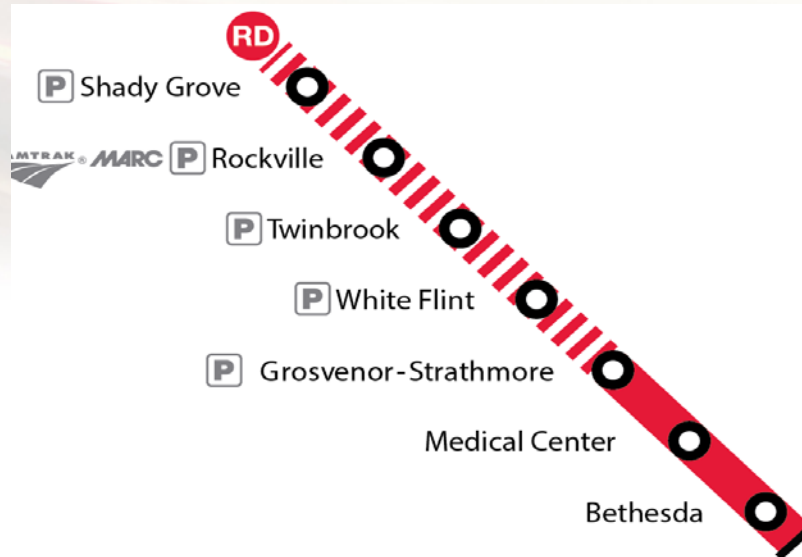 RD
P Shady Grove
MARC P Rockville
P Twinbrook
P White Flint
P Grosvenor-Strathmore
Medical Center
Bethesda